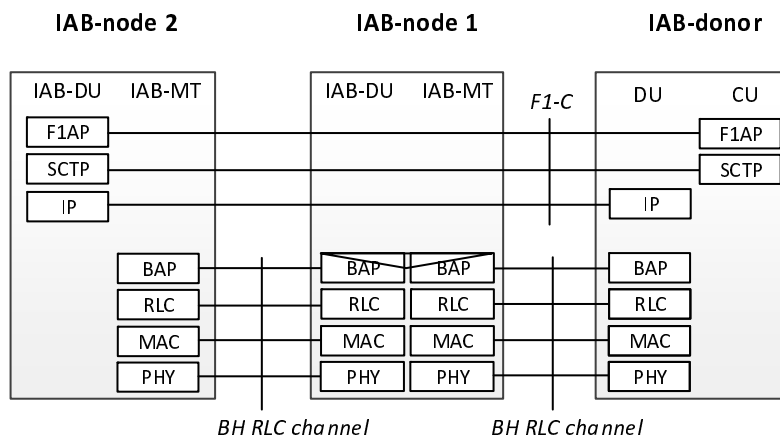 IAB-node 2 IAB-node 1 IAB-donor
IAB-DU IAB-MT IAB-DU IAB-MT DU CU
F1-C
F1AP F1AP
SCTP SCTP
IP IP
BAP BAP BAP BAP
RLC RLC RLC RLC
MAC MAC MAC MAC
PHY PHY PHY PHY
BH RLC channel BH RLC channel